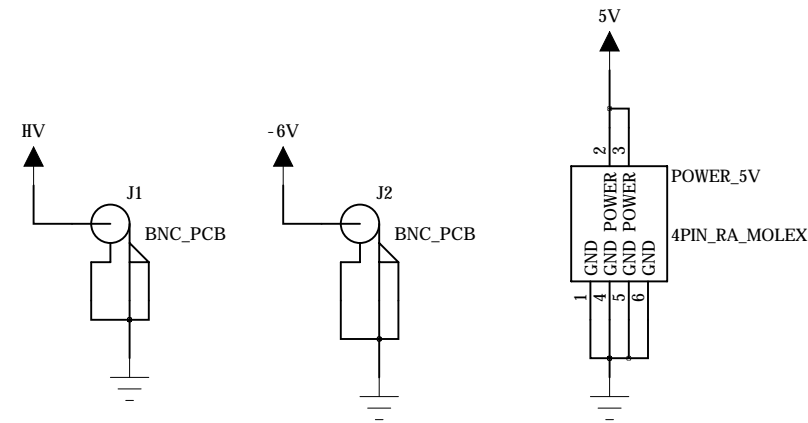 5V
HV
-6V
2
3
J1
J2
POWER_5V
BNC_PCB
BNC_PCB
4PIN_RA_MOLEX
GND
GND POWER
GND POWER
GND
1
4
5
6